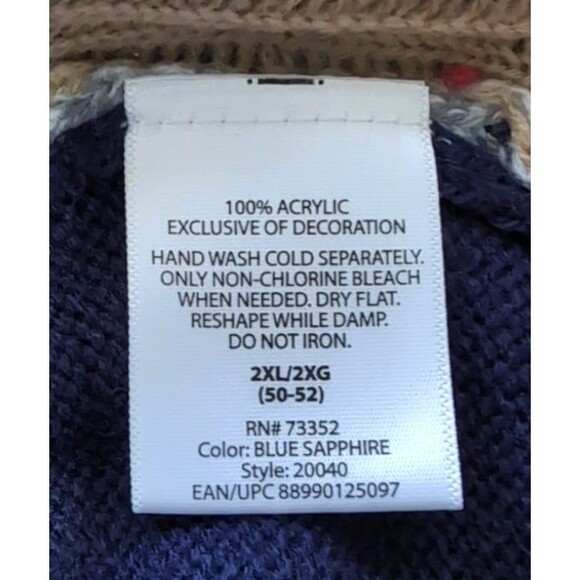 100% ACRYLIC
EXCLUSIVE OF DECORATION
HAND WASH COLD SEPARATELY.
ONLY NON-CHLORINE BLEACH
WHEN NEEDED. DRY FLAT.
RESHAPE WHILE DAMP.
DO NOT IRON.
2XL/2XG
(50-52)
RN# 73352
Color: BLUE SAPPHIRE
Style: 20040
EAN/UPC 88990125097